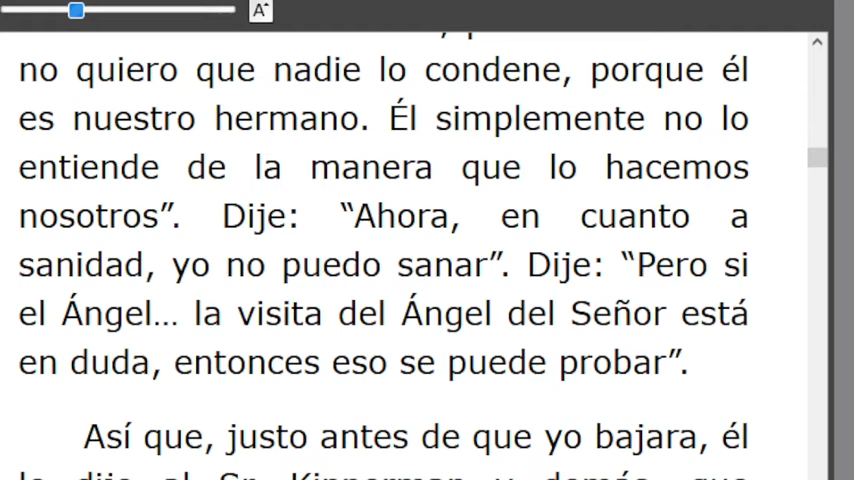 A
no quiero que nadie lo condene, porque él
es nuestro hermano. Él simplemente no lo
entiende de la manera que lo hacemos
nosotros”. Dije: “Ahora, en cuanto a
sanidad, yo no puedo sanar”. Dije: “Pero si
el Ángel… la visita del Ángel del Señor está
en duda, entonces eso se puede probar”.
Así que, justo antes de que yo bajara, él